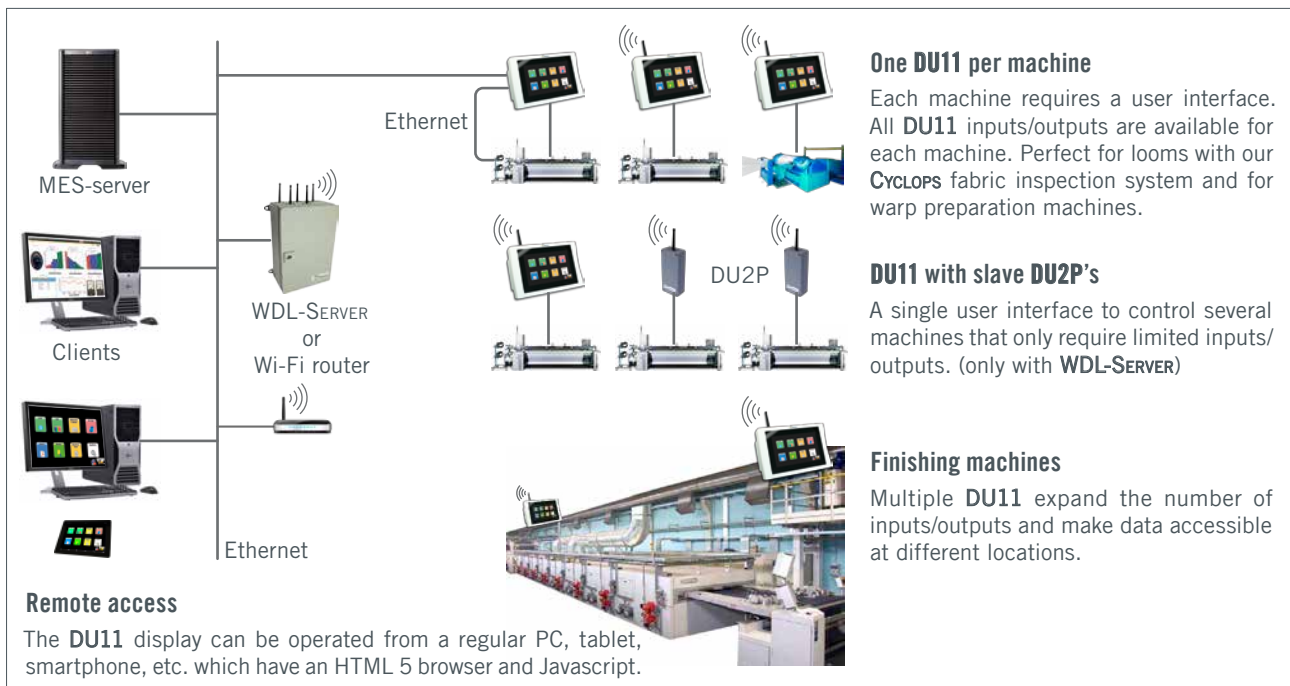 MES-server
Clients
WDL-SERVER
or
Wi-Fi router
Ethernet
Ethernet
DU2P
One DU11 per machine
Each machine requires a user interface.
All DU11 inputs/outputs are available for
each machine. Perfect for looms with our
CYCLOPS fabric inspection system and for
warp preparation machines.
DU11 with slave DU2P's
A single user interface to control several
machines that only require limited inputs/
outputs. (only with WDL-SERVER)
Finishing machines
Multiple DU11 expand the number of
inputs/outputs and make data accessible
at different locations.
Remote access
The DU11 display can be operated from a regular PC, tablet,
smartphone, etc. which have an HTML 5 browser and Javascript.